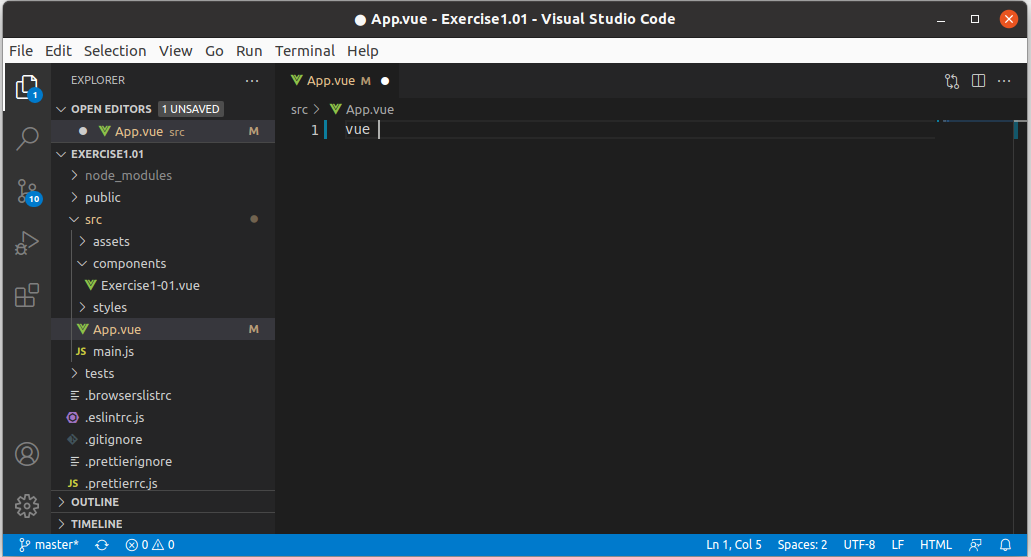 ● App.vue - Exercise1.01 - Visual Studio Code
File Edit Selection View Go Run Terminal Help
EXPLORER ···
OPEN EDITORS 1 UNSAVED
● App.vue src M
EXERCISE1.01
node_modules
public
src
assets
components
Exercise1-01.vue
styles
App.vue M
JS main.js
tests
.browserslistrc
.eslintrc.js
.gitignore
.prettierignore
JS .prettierrc.js
OUTLINE
TIMELINE
1
10
App.vue M ●
src > App.vue
1 vue
master* 0 0 Ln 1, Col 5 Spaces: 2 UTF-8 LF HTML